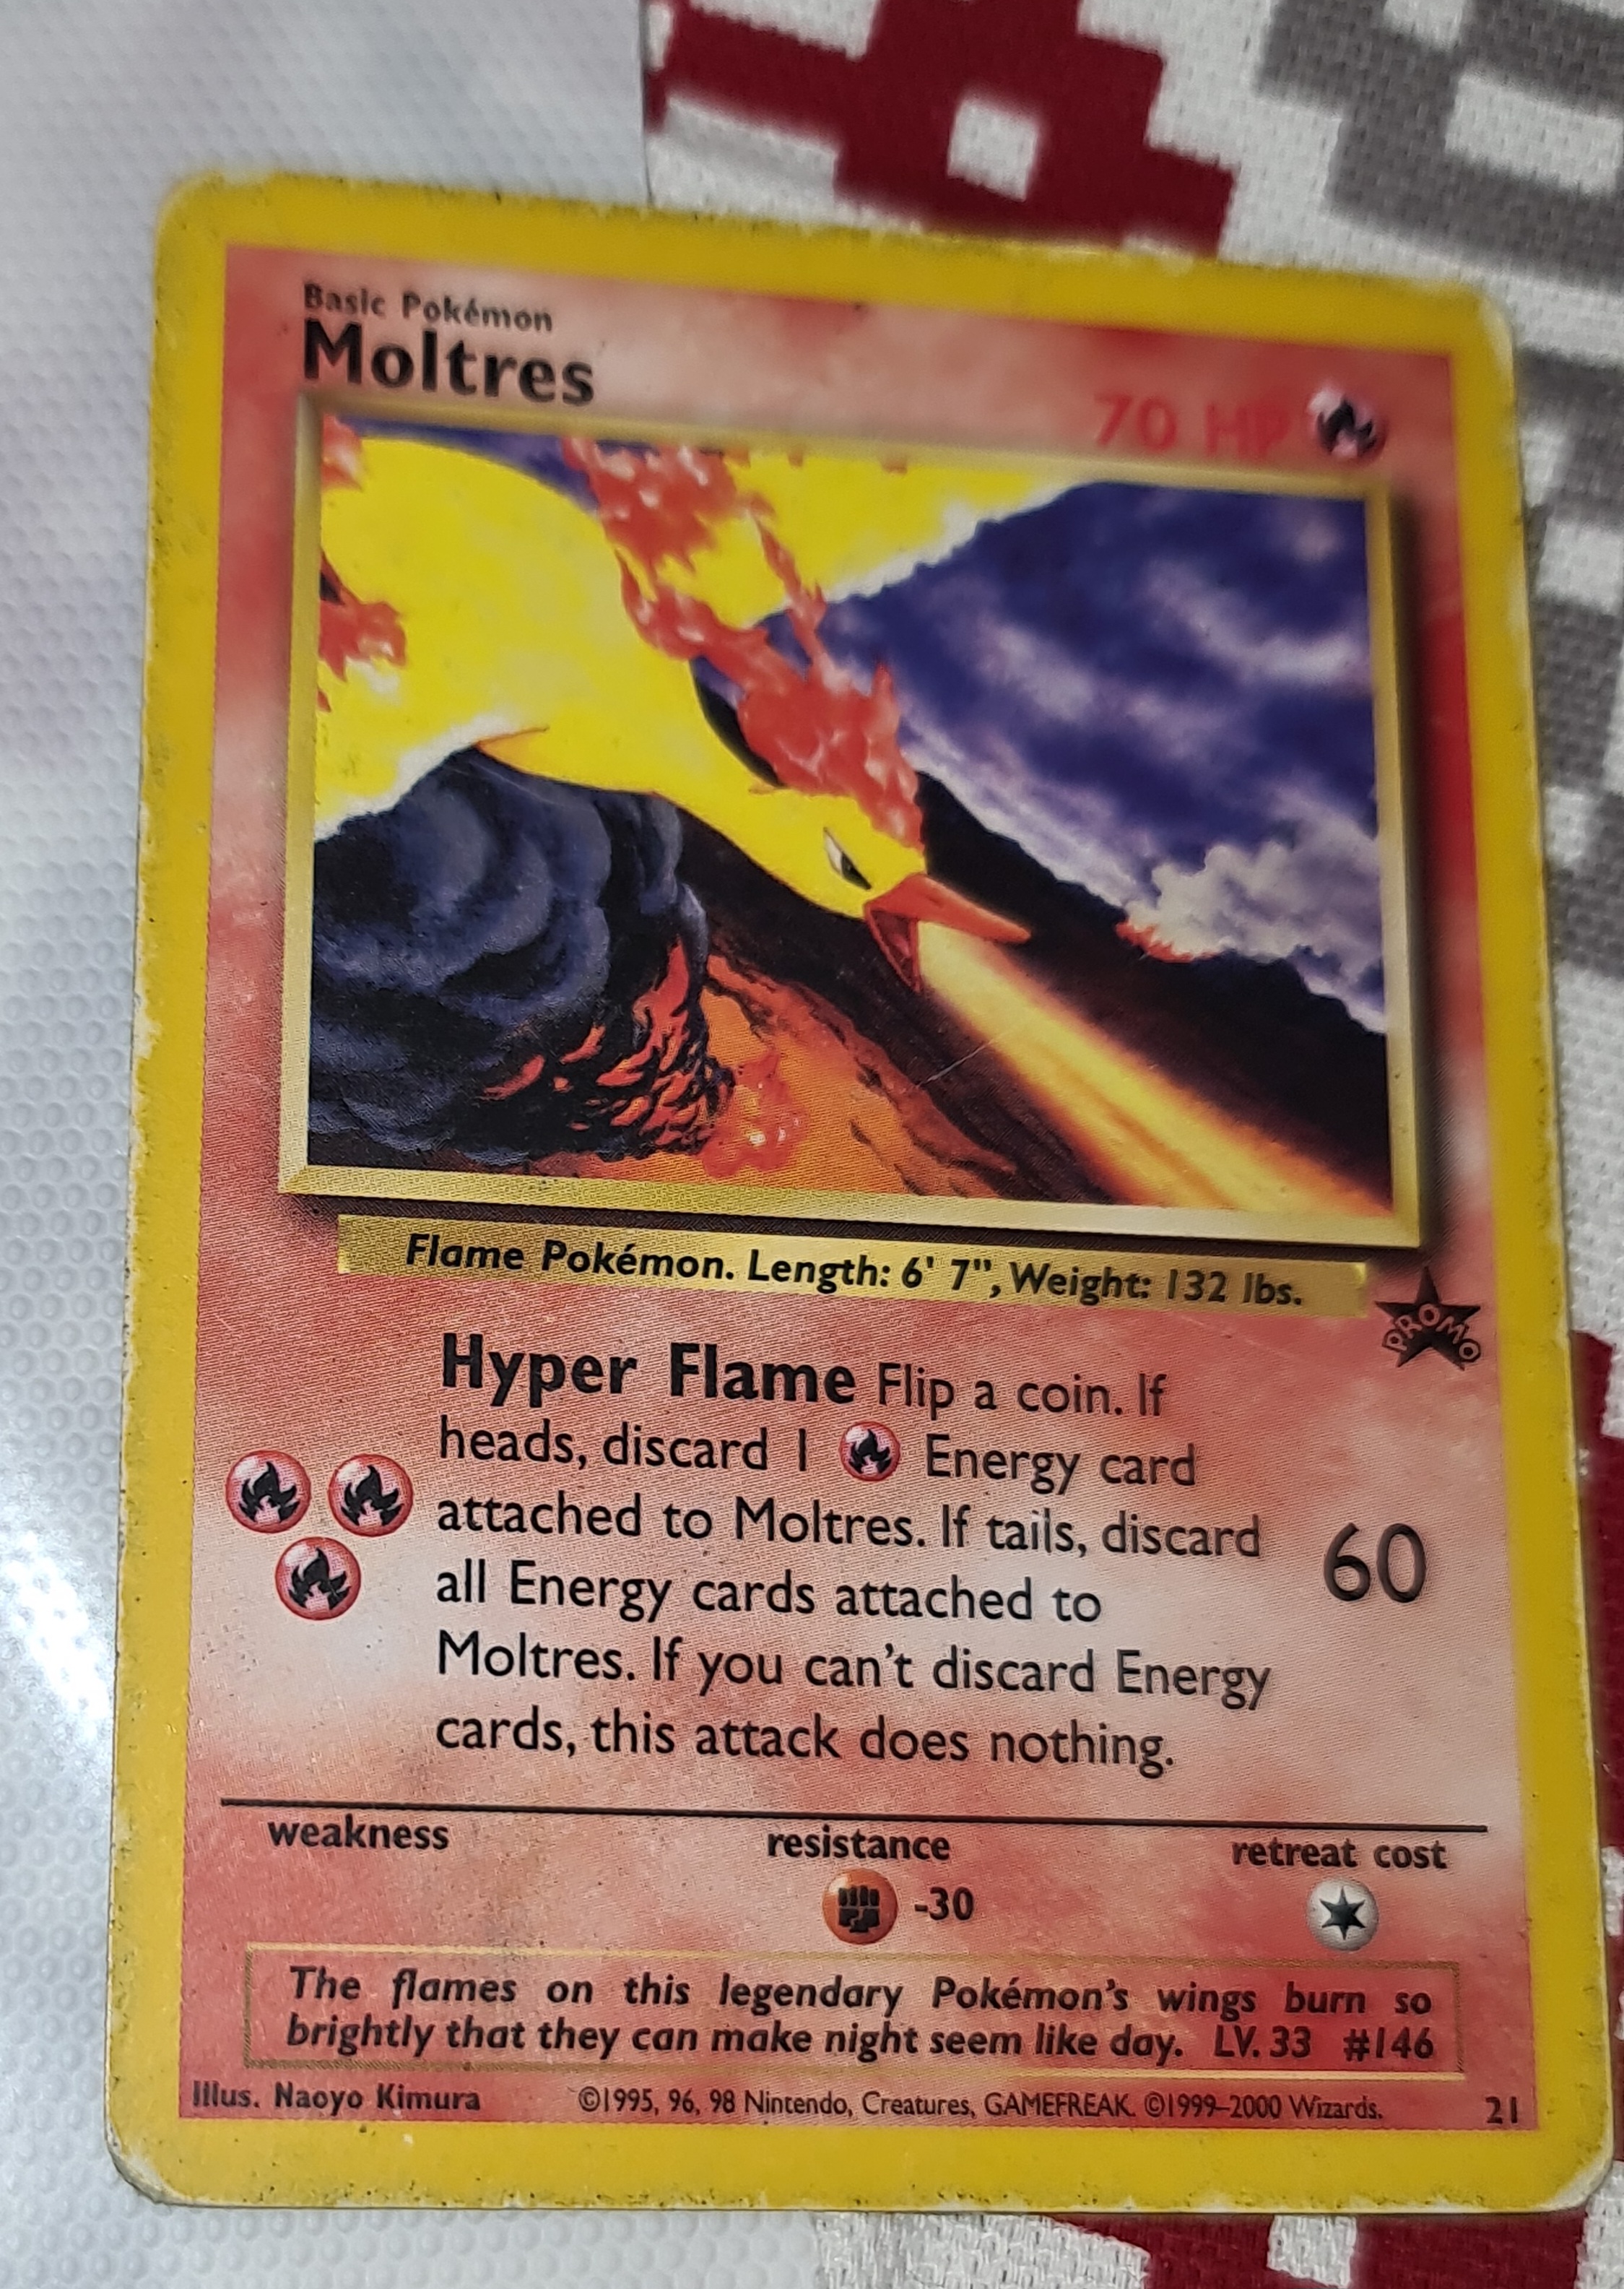 Basic Pokémon
Moltres
70 HP
Flame Pokémon. Length: 6' 7", Weight: 132 lbs.
PROMO
Hyper Flame Flip a coin. If
heads, discard 1 Energy card
attached to Moltres. If tails, discard
all Energy cards attached to
Moltres. If you can't discard Energy
cards, this attack does nothing.
60
weakness resistance retreat cost
-30
The flames on this legendary Pokémon's wings burn so
brightly that they can make night seem like day. LV. 33 #146
Illus. Naoyo Kimura ©1995, 96, 98 Nintendo, Creatures, GAMEFREAK. ©1999–2000 Wizards. 21